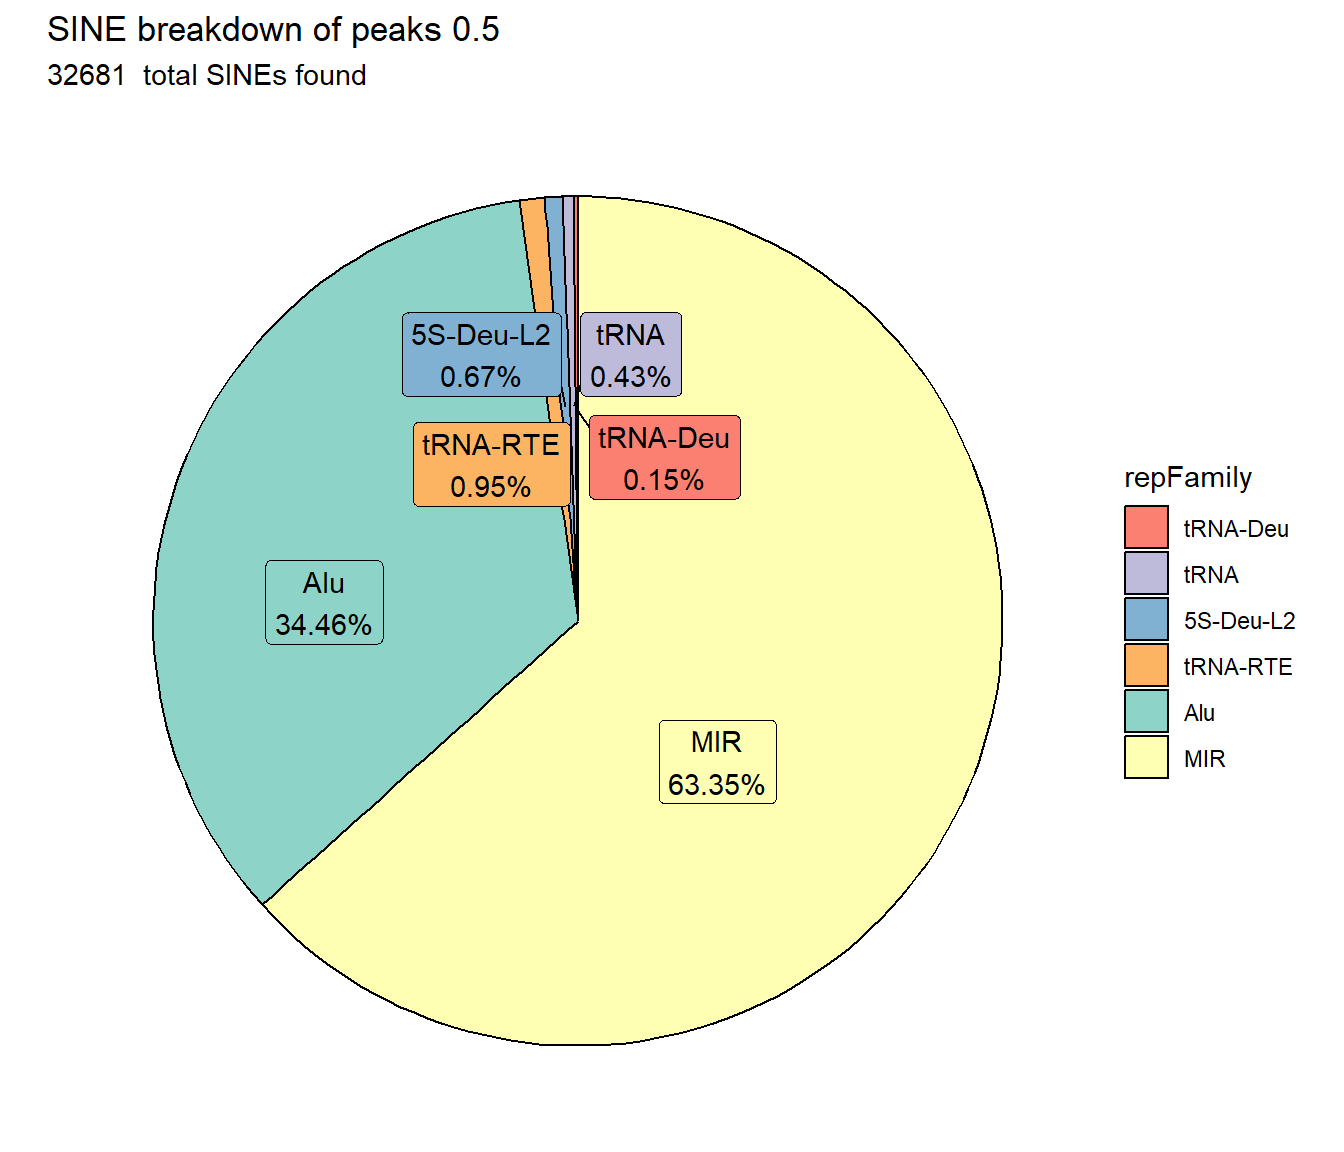 SINE breakdown of peaks 0.5
32681  total SINEs found
5S-Deu-L2
0.67%
tRNA
0.43%
tRNA-RTE
0.95%
tRNA-Deu
0.15%
Alu
34.46%
MIR
63.35%
repFamily
tRNA-Deu
tRNA
5S-Deu-L2
tRNA-RTE
Alu
MIR